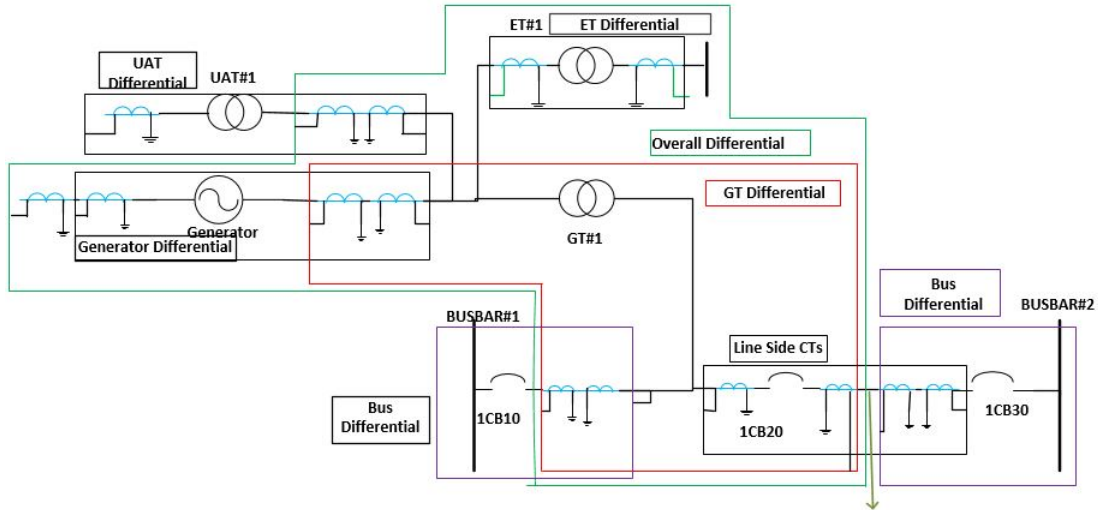 ET#1
ET Differential
UAT
Differential
UAT#1
Overall Differential
GT Differential
Generator
Generator Differential
GT#1
Bus
Differential
BUSBAR#1
BUSBAR#2
Line Side CTs
Bus
Differential
1CB10
1CB20
1CB30